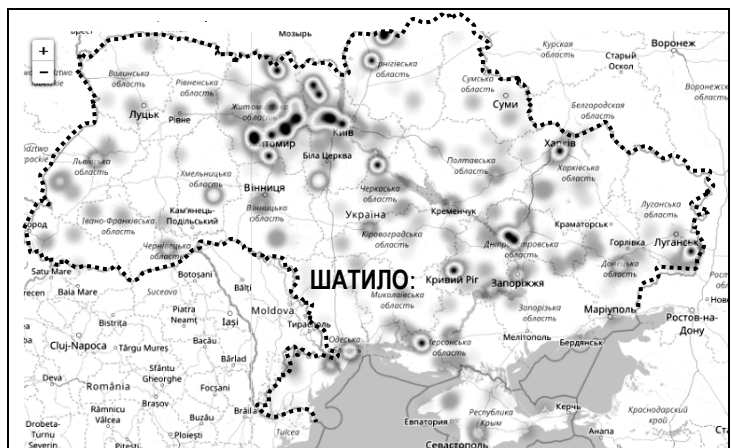 Мозырь
Воронеж
Курская
область
Старый
Оскол
Чернігівська
область
Сумська
область
Суми
Белгородская
область
Волинська
область
Рівненська
область
Луцьк
Рівне
Житомирська
область
Київ
Житомир
Біла Церква
Львівська
область
Хмельницька
область
Вінниця
Вінницька
область
Черкаська
область
Полтавська
область
Харків
Харківська
область
Україна
Кременчук
Кам'янець-
Подільський
Івано-Франківська
область
Чернівецька
область
Кіровоградська
область
Дніпропетровська
область
Краматорськ
Луганська
область
Луганськ
Горлівка
Донецька
область
Satu Mare
Baia Mare
Suceava
Botoșani
Bălți
ШАТИЛО:
Кривий Ріг
Запоріжжя
Миколаївська
область
Запорізька
область
Маріуполь
Ростов-на-
Дону
Piatra
Neamț
Iași
Moldova
Тирасполь
Bistrița
Cluj-Napoca
Târgu Mureș
Bacău
Bârlad
Одеська
Херсонська
область
Мелітополь
Бердянськ
Deva
Sfântu
Gheorghe
Focșani
România
Râmnicu
Vâlcea
Brașov
Buzău
Brăila
Tulcea
Евпатория
Республика
Крым
Керчь
Краснодарский
край
Анапа
Drobeta-
Turnu
Severin
Pitești
Ploiești
Севастополь